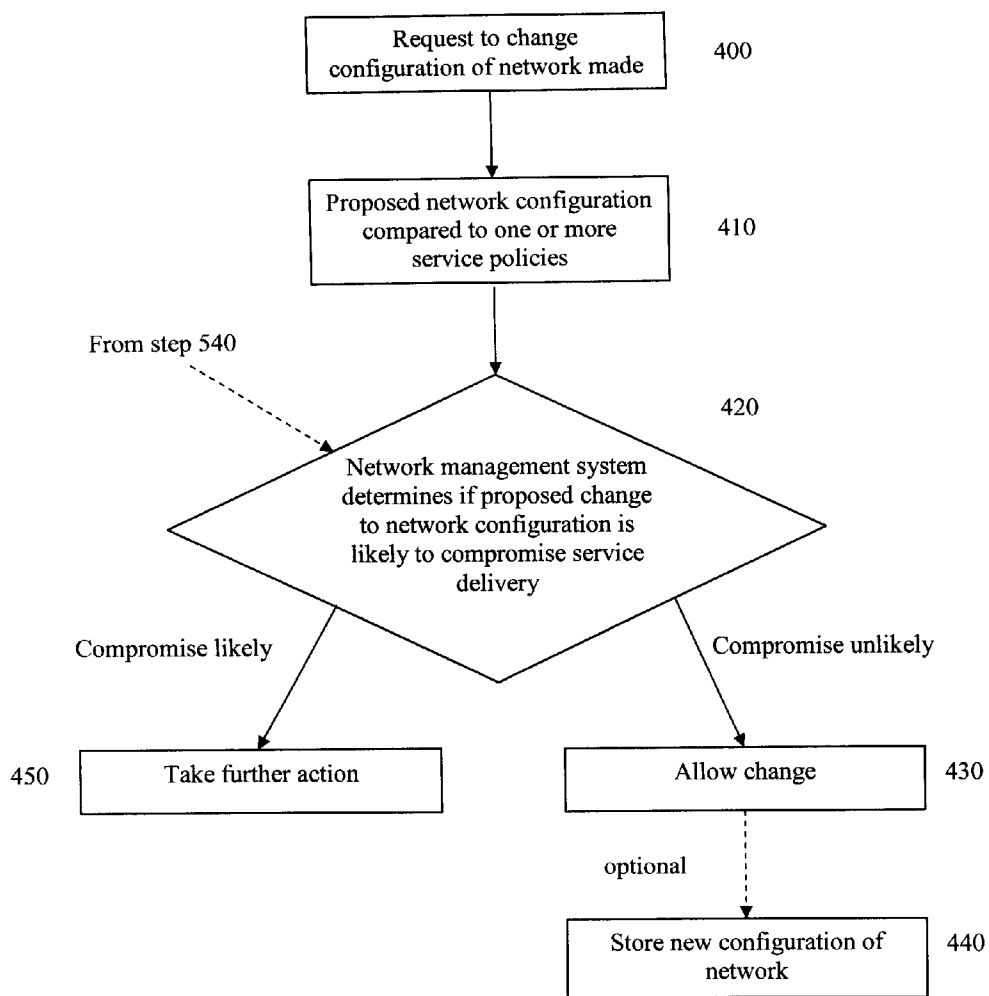 Request to change
configuration of network made
400
Proposed network configuration
compared to one or more
service policies
410
From step 540
420
Network management system
determines if proposed change
to network configuration is
likely to compromise service
delivery
Compromise likely
Compromise unlikely
450
Take further action
Allow change
430
optional
Store new configuration of
network
440